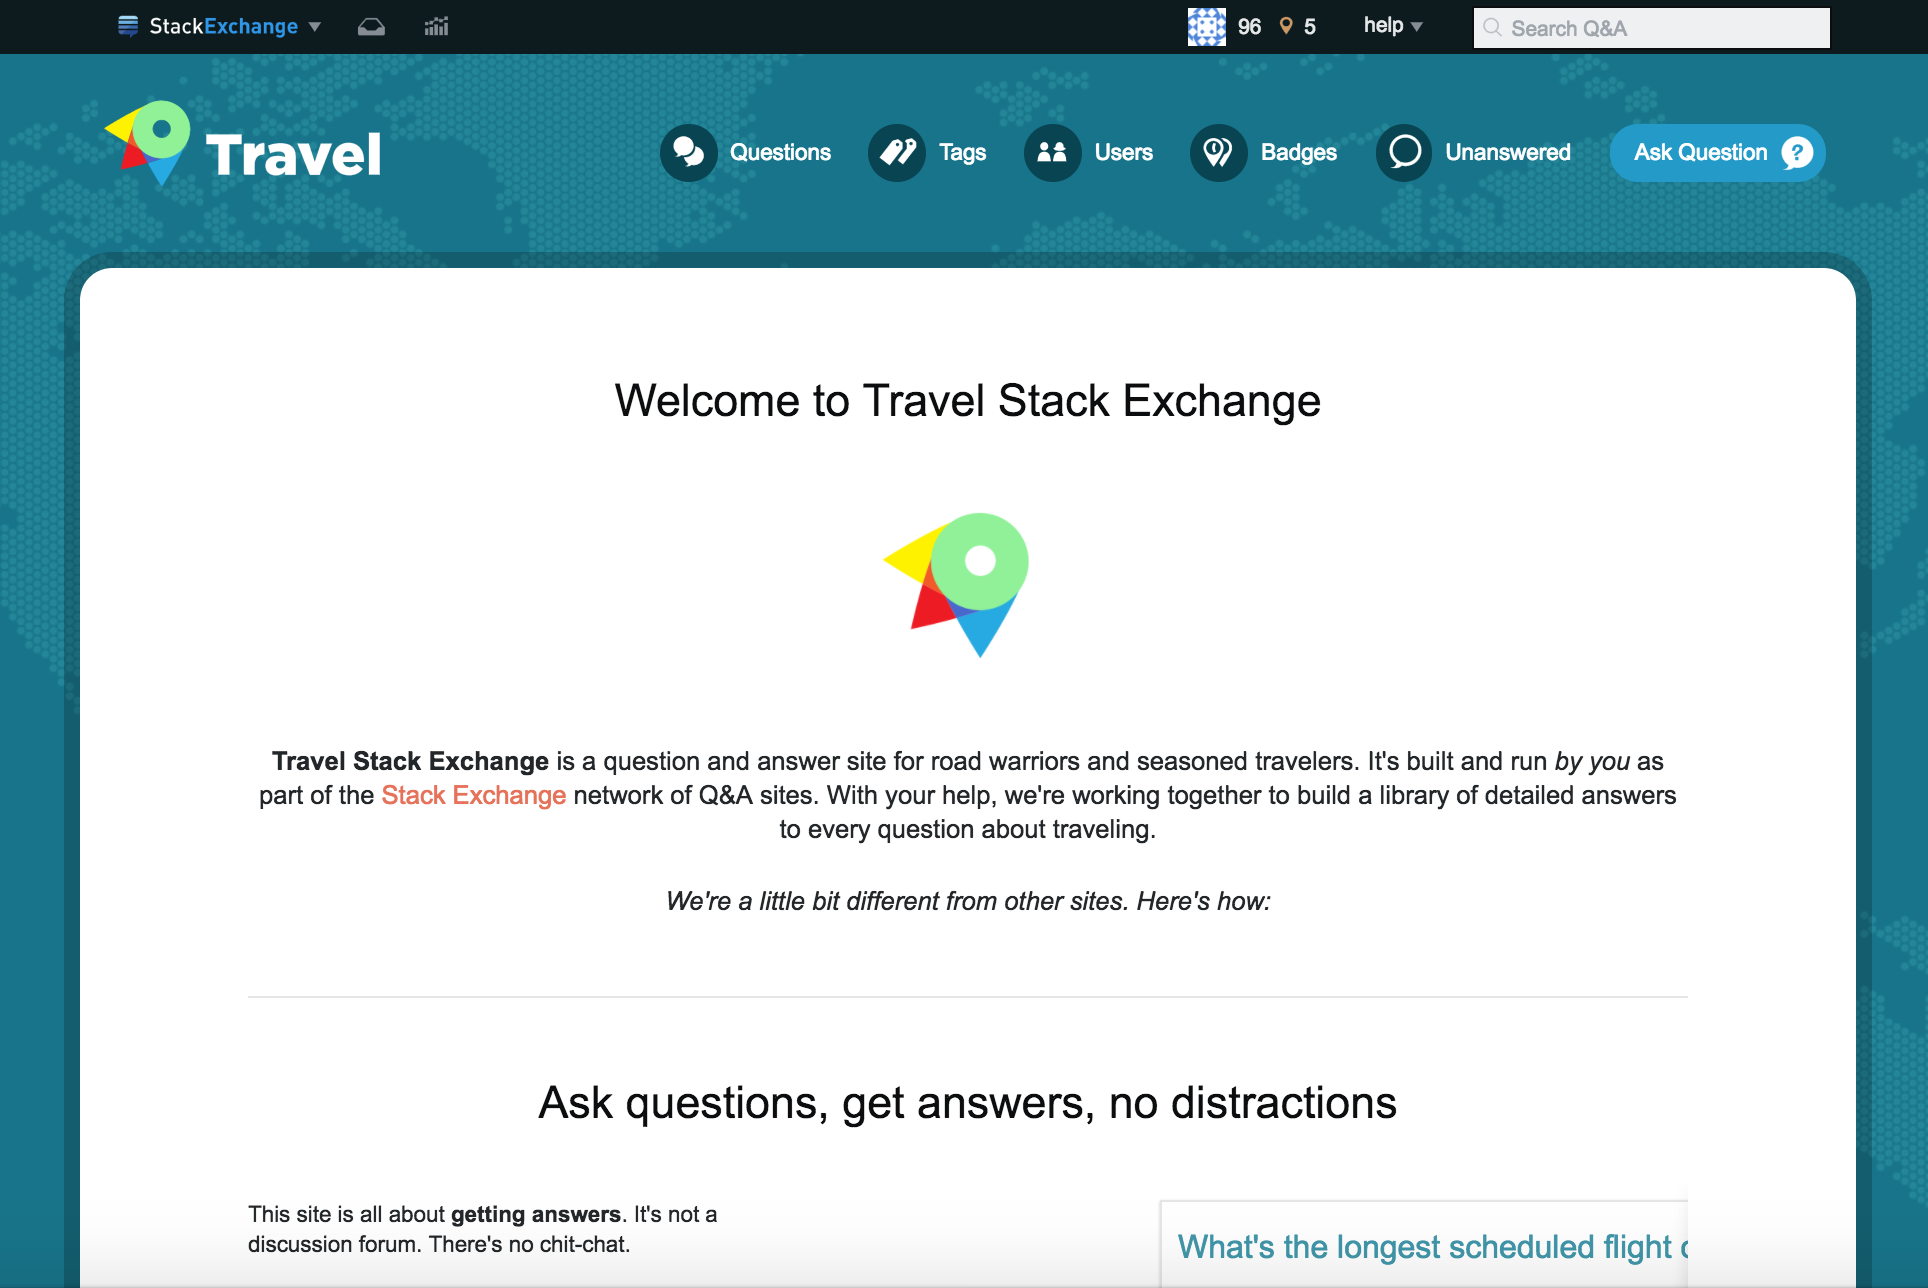 StackExchange
96
5
help
Search Q&A
Travel
Questions
Tags
Users
Badges
Unanswered
Ask Question ?
Welcome to Travel Stack Exchange
Travel Stack Exchange is a question and answer site for road warriors and seasoned travelers. It's built and run by you as
part of the Stack Exchange network of Q&A sites. With your help, we're working together to build a library of detailed answers
to every question about traveling.
We're a little bit different from other sites. Here's how:
Ask questions, get answers, no distractions
This site is all about getting answers. It's not a
discussion forum. There's no chit-chat.
What's the longest scheduled flight